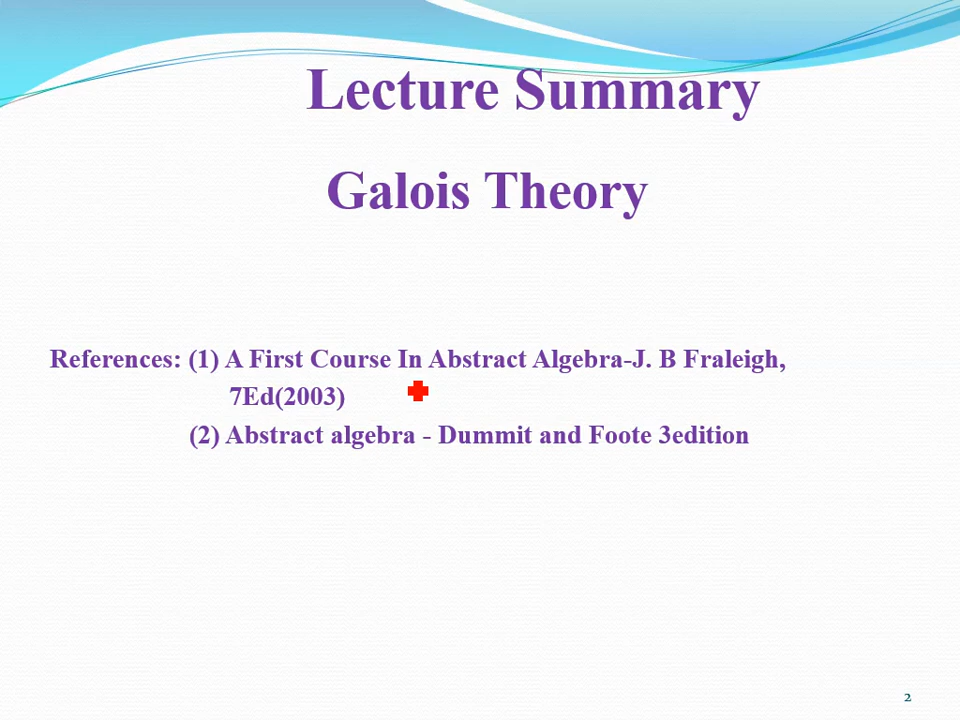 Lecture Summary
Galois Theory
References: (1) A First Course In Abstract Algebra-J. B Fraleigh,
7Ed(2003)
(2) Abstract algebra - Dummit and Foote 3edition
2